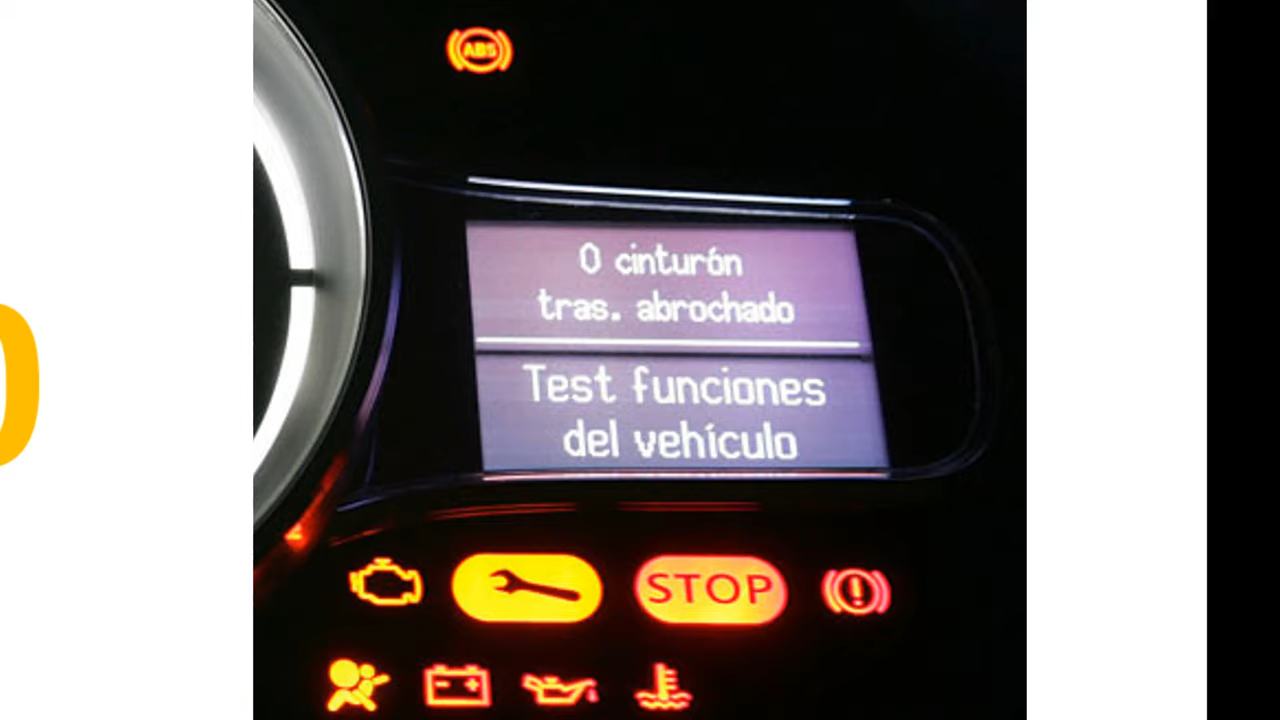 ABS
0 cinturón
tras. abrochado
Test funciones
del vehículo
STOP